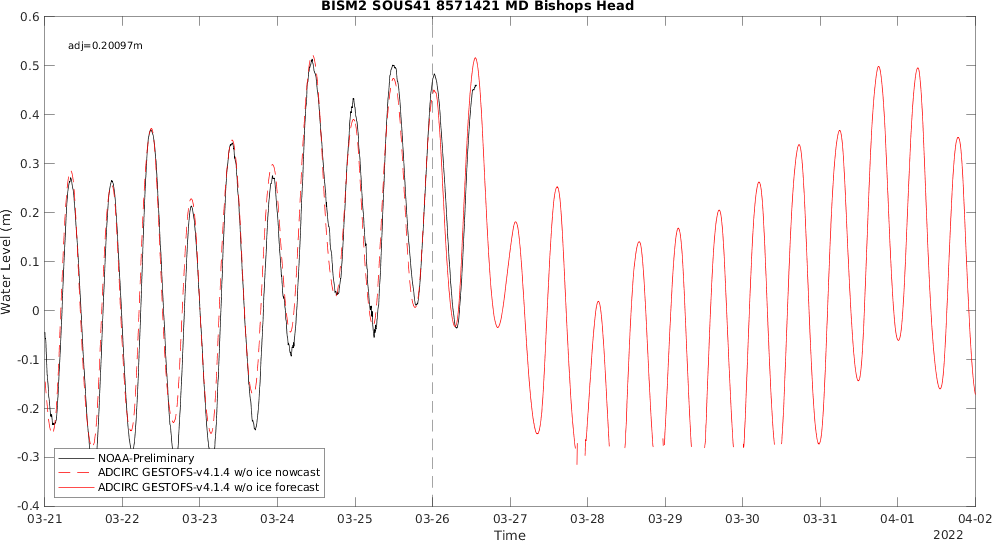 BISM2 SOUS41 8571421 MD Bishops Head
adj=0.20097m
0.6
0.5
0.4
0.3
0.2
0.1
0
-0.1
-0.2
-0.3
-0.4
Water Level (m)
NOAA-Preliminary
ADCIRC GESTOFS-v4.1.4 w/o ice nowcast
ADCIRC GESTOFS-v4.1.4 w/o ice forecast
03-21 03-22 03-23 03-24 03-25 03-26 03-27 03-28 03-29 03-30 03-31 04-01 04-02
Time
2022